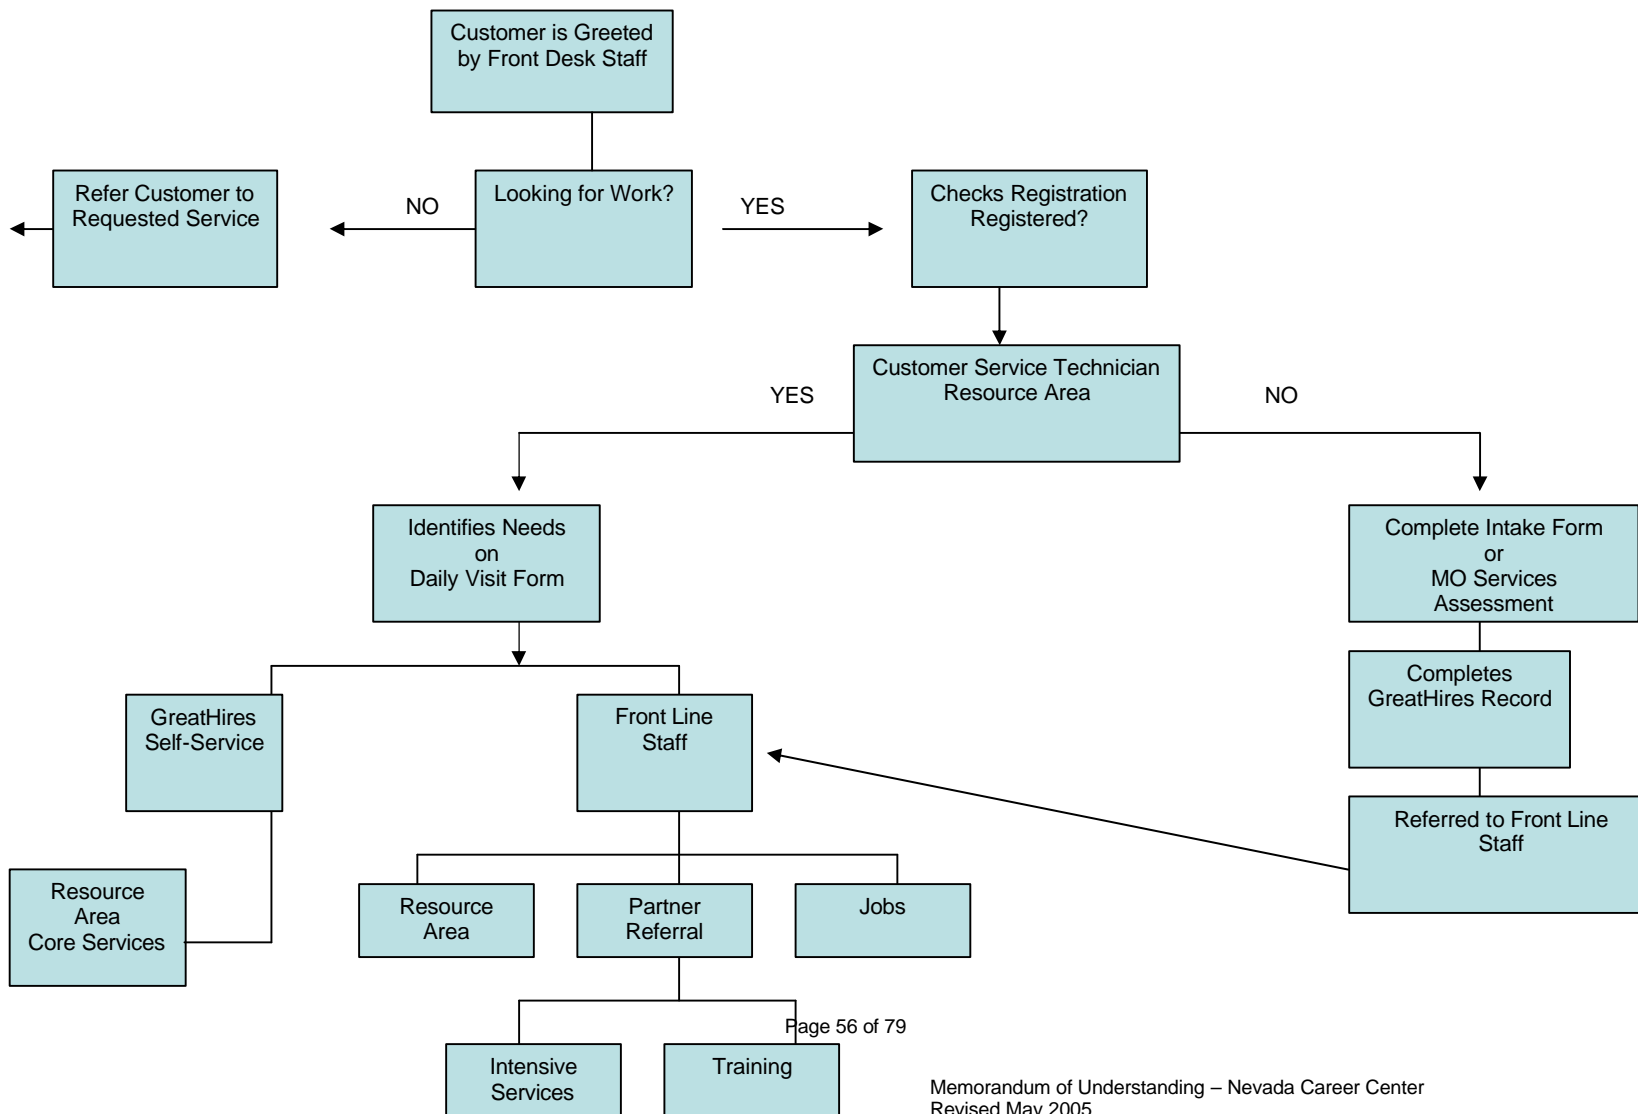 Customer is Greeted
by Front Desk Staff
Refer Customer to
Requested Service
NO
Looking for Work?
YES
Checks Registration
Registered?
Customer Service Technician
Resource Area
YES
NO
Identifies Needs
on
Daily Visit Form
Complete Intake Form
or
MO Services
Assessment
Completes
GreatHires Record
GreatHires
Self-Service
Front Line
Staff
Referred to Front Line
Staff
Resource
Area
Core Services
Resource
Area
Partner
Referral
Jobs
Page 56 of 79
Intensive
Services
Training
Memorandum of Understanding – Nevada Career Center
Revised May 2005